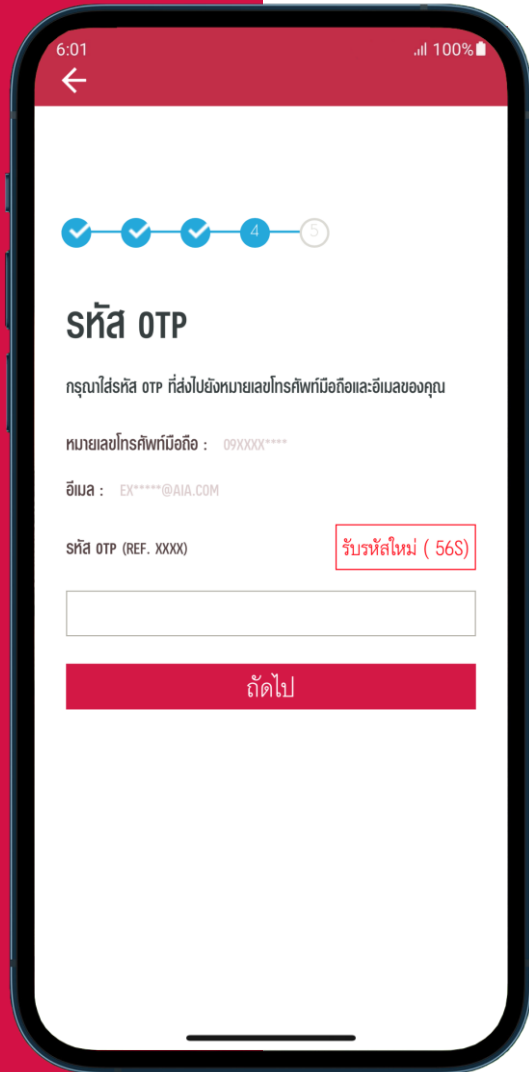 6:01 100%
4 5
รหัส OTP
กรุณาใส่รหัส OTP ที่ส่งไปยังหมายเลขโทรศัพท์มือถือและอีเมลของคุณ
หมายเลขโทรศัพท์มือถือ : 09XXXX****
อีเมล : EX*****@AIA.COM
รหัส OTP (REF. XXXX) รับรหัสใหม่ ( 56S)
ถัดไป